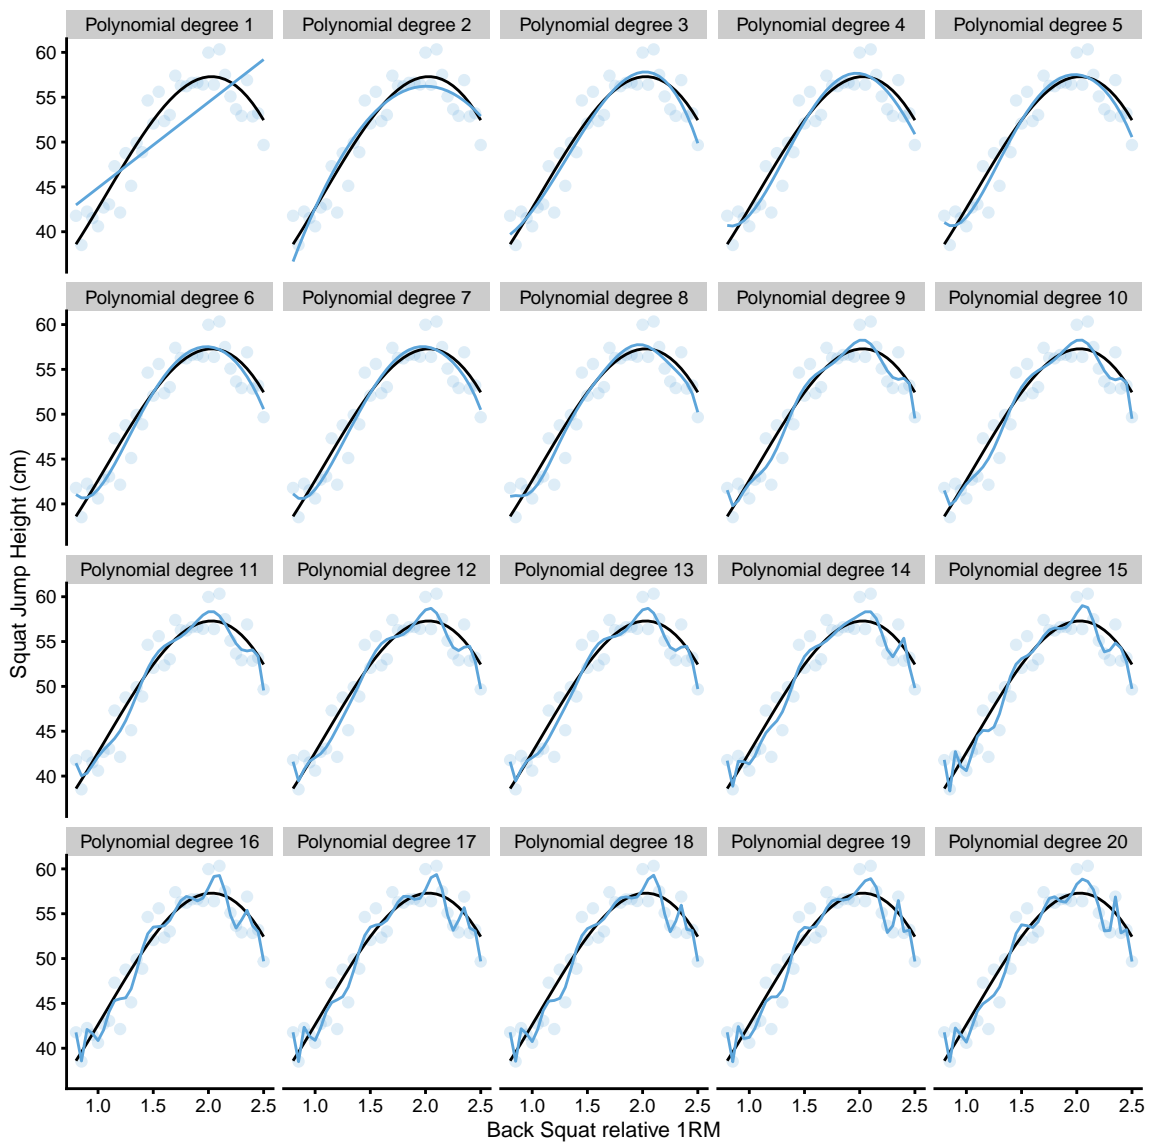 Polynomial degree 1 Polynomial degree 2 Polynomial degree 3 Polynomial degree 4 Polynomial degree 5
60
55
50
45
40
Polynomial degree 6 Polynomial degree 7 Polynomial degree 8 Polynomial degree 9 Polynomial degree 10
60
55
50
45
40
Polynomial degree 11 Polynomial degree 12 Polynomial degree 13 Polynomial degree 14 Polynomial degree 15
60
55
50
45
40
Polynomial degree 16 Polynomial degree 17 Polynomial degree 18 Polynomial degree 19 Polynomial degree 20
60
55
50
45
40
1.0 1.5 2.0 2.5 1.0 1.5 2.0 2.5 1.0 1.5 2.0 2.5 1.0 1.5 2.0 2.5 1.0 1.5 2.0 2.5
Back Squat relative 1RM
Squat Jump Height (cm)